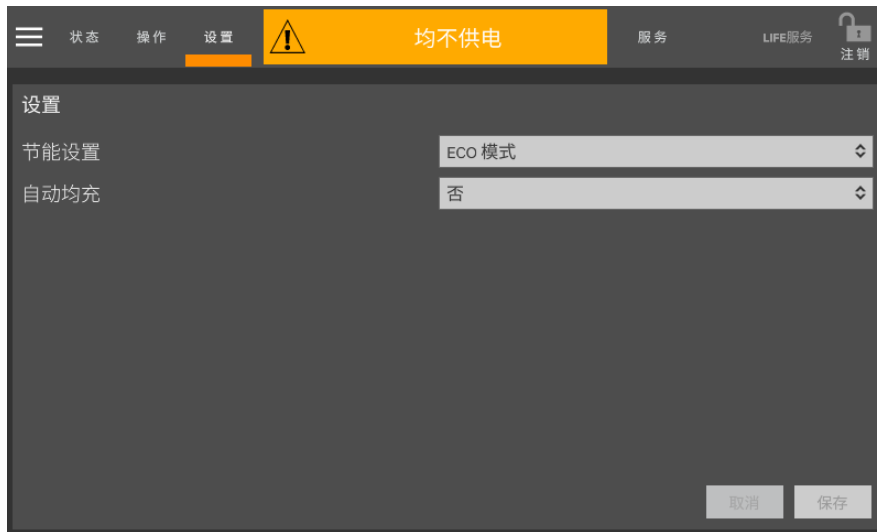 状态 操作 设置 均不供电 服务 LIFE服务 注销
设置
节能设置 ECO 模式
自动均充 否
取消 保存